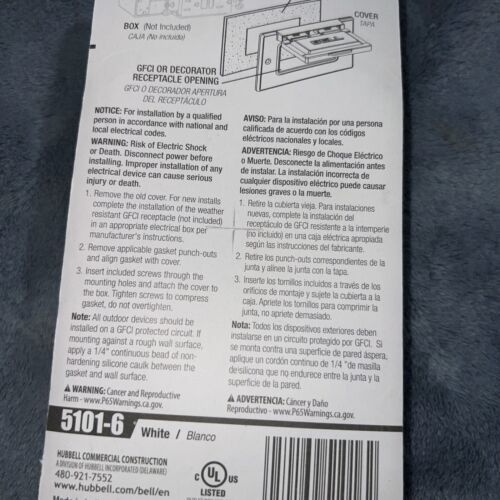 BOX (Not Included)
CAJA (No incluido)
COVER
TAPA
GFCI OR DECORATOR
RECEPTACLE OPENING
GFCI O DECORADOR APERTURA
DEL RECEPTÁCULO
NOTICE: For installation by a qualified
person in accordance with national and
local electrical codes.
WARNING: Risk of Electric Shock
or Death. Disconnect power before
installing. Improper installation of any
electrical device can cause serious
injury or death.
1. Remove the old cover. For new installs
complete the installation of the weather
resistant GFCI receptacle (not included)
in an appropriate electrical box per
manufacturer's instructions.
2. Remove applicable gasket punch-outs
and align gasket with cover.
3. Insert included screws through the
mounting holes and attach the cover to
the box. Tighten screws to compress
gasket, do not overtighten.
Note: All outdoor devices should be
installed on a GFCI protected circuit. If
mounting against a rough wall surface,
apply a 1/4" continuous bead of non-
hardening silicone caulk between the
gasket and wall surface.
WARNING: Cancer and Reproductive
Harm - www.P65Warnings.ca.gov.
AVISO: Para la instalación por una persona
calificada de acuerdo con los códigos
eléctricos nacionales y locales.
ADVERTENCIA: Riesgo de Choque Eléctrico
o Muerte. Desconecte la alimentación antes
de instalar. La instalación incorrecta de
cualquier dispositivo eléctrico puede causar
lesiones graves o la muerte.
1. Retire la cubierta vieja. Para instalaciones
nuevas, complete la instalación del
receptáculo de GFCI resistente a la intemperie
(no incluido) en una caja eléctrica apropiada
según las instrucciones del fabricante.
2. Retire los punch-outs correspondientes de la
junta y alinee la junta con la tapa.
3. Inserte los tornillos incluidos a través de los
orificios de montaje y sujete la cubierta a la
caja. Apriete los tornillos para comprimir la
junta, no apriete demasiado.
Nota: Todos los dispositivos exteriores deben
instalarse en un circuito protegido por GFCI. Si
se monta contra una superficie de pared áspera,
aplique un cordón continuo de 1/4 "de masilla
de silicona que no endurece entre la junta y la
superficie de la pared.
ADVERTENCIA: Cáncer y Daño
Reproductivo - www.P65Warnings.ca.gov.
5101-6 White / Blanco
HUBBELL COMMERCIAL CONSTRUCTION
A DIVISION OF HUBBELL INCORPORATED (DELAWARE)
480-921-7552
www.hubbell.com/bell/en
C UL US
LISTED